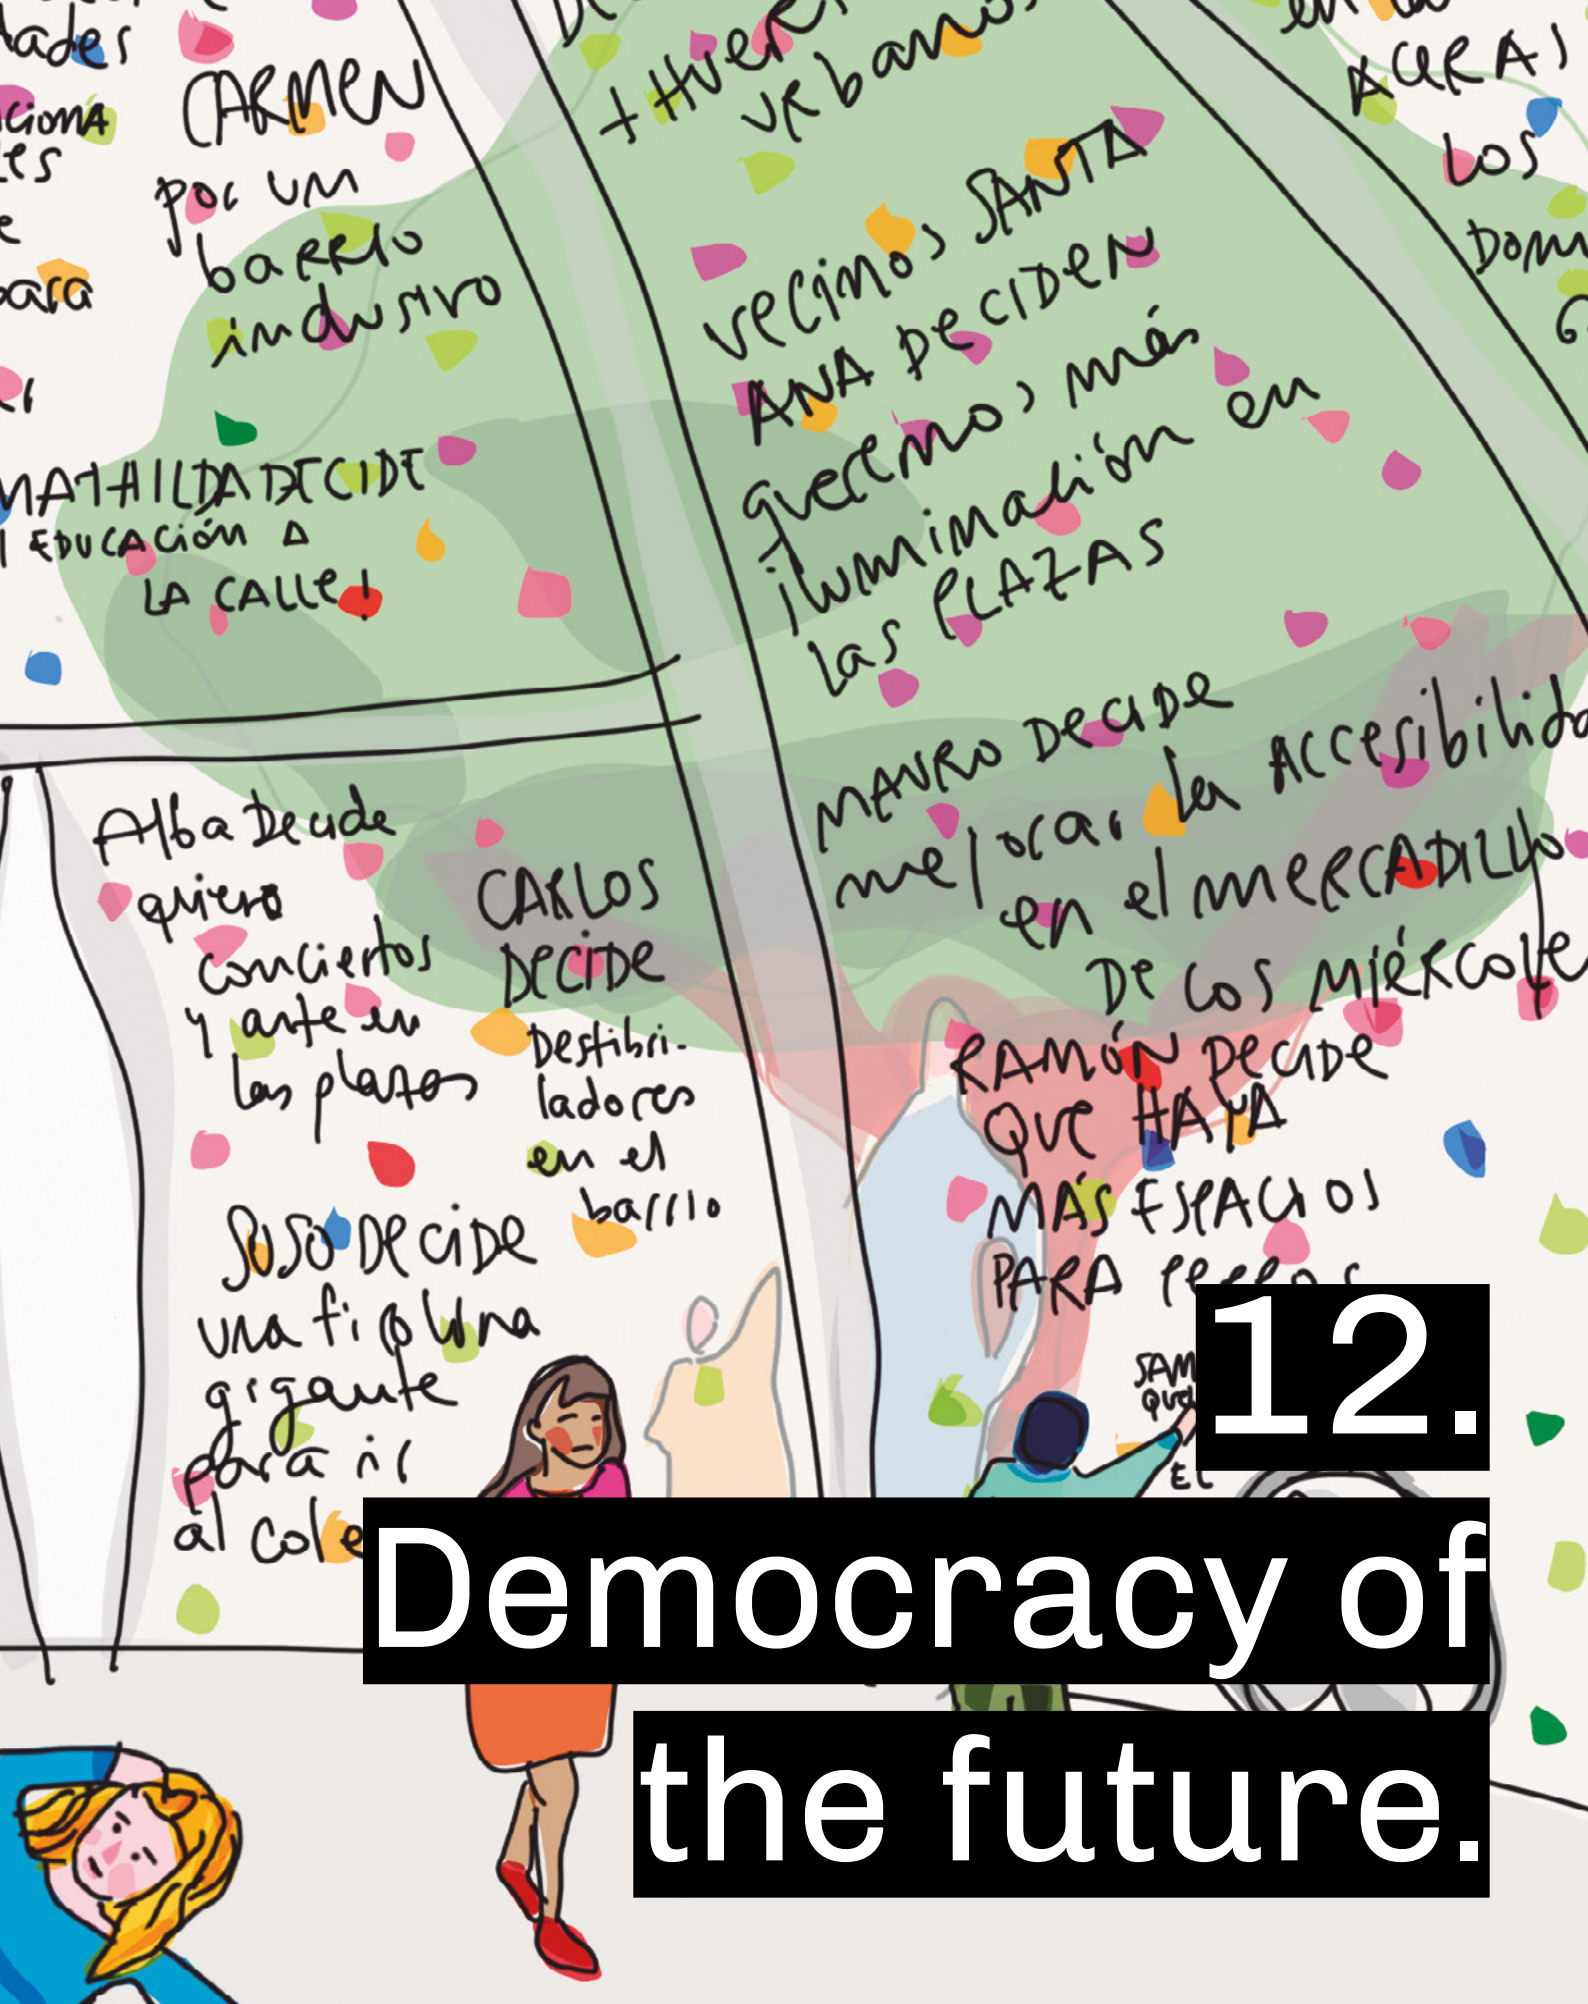 CARMEN
por un
barrio
inclusivo
MATHILDA DECIDE
EDUCACIÓN A
LA CALLE!
urbanos
vecinos SANTA
ANA DECIDEN
queremos más
iluminación en
las PLAZAS
ACERAS
Los
MAURO DECIDE
mejorar la ACCesibilida
en el MERCADILLO
DE LOS MIÉRCOLE
Alba Decide
quiero
conciertos
y arte en
las plazas
CARLOS
DECIDE
Desfibri-
ladores
en el
barrio
RAMÓN DECIDE
QUE HAYA
MÁS ESPACIOS
PARA PERROS
SUSO DECIDE
una tirolina
gigante
para ir
al cole
12.
Democracy of
the future.